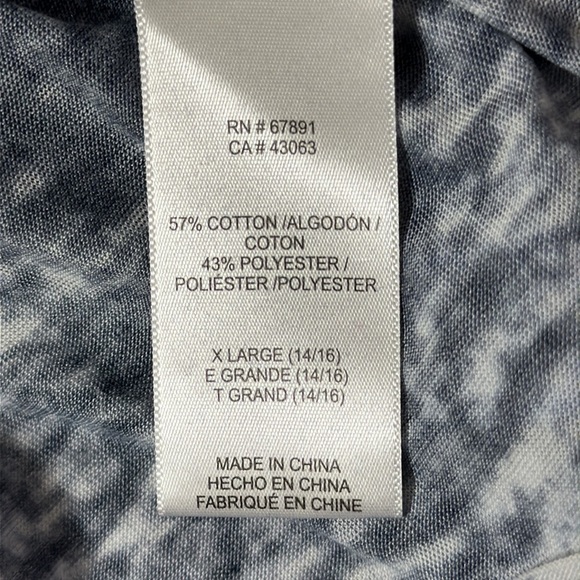 RN # 67891
CA # 43063
57% COTTON /ALGODÓN /
COTON
43% POLYESTER /
POLIÉSTER /POLYESTER
X LARGE (14/16)
E GRANDE (14/16)
T GRAND (14/16)
MADE IN CHINA
HECHO EN CHINA
FABRIQUÉ EN CHINE